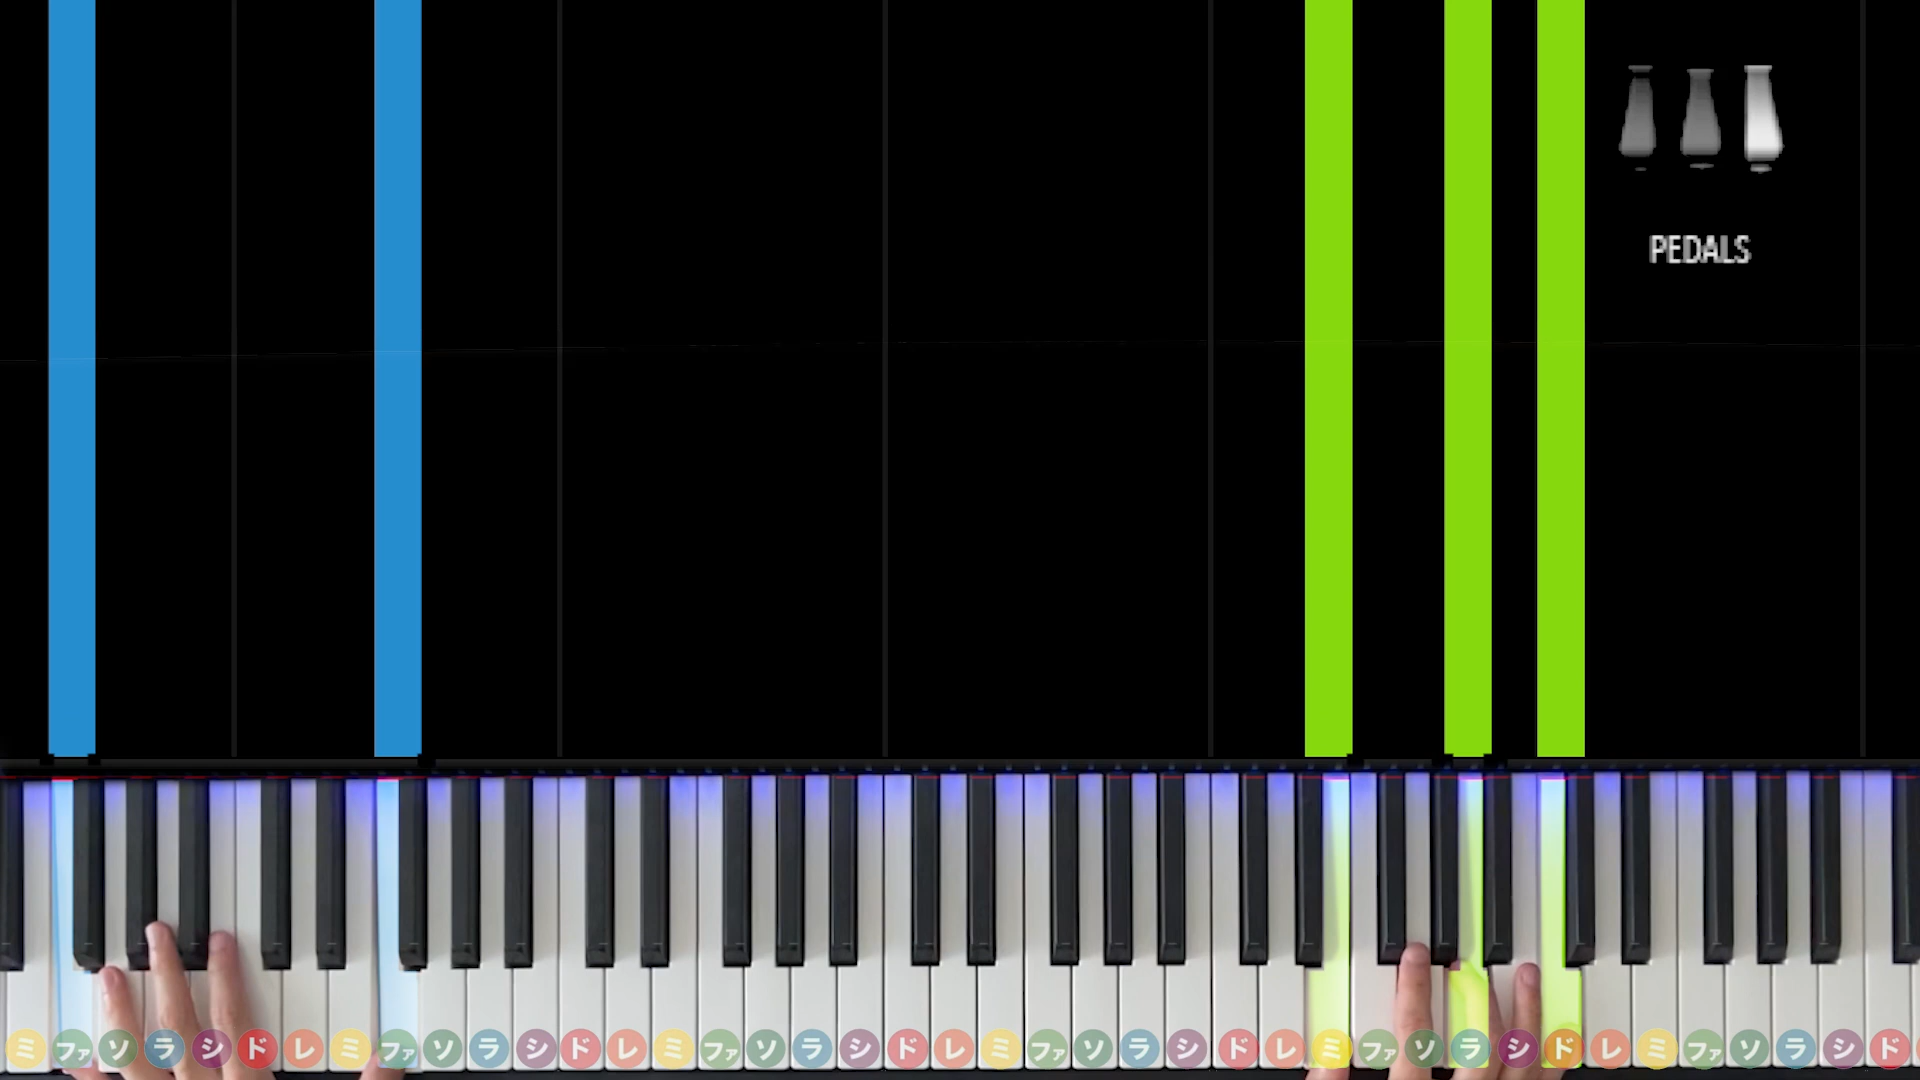 PEDALS
ミ ファ ソ ラ シ ド レ ミ ファ ソ ラ シ ド レ ミ ファ ソ ラ シ ド レ ミ ファ ソ ラ シ ド レ ミ ファ ソ ラ シ ド レ ミ ファ ソ ラ シ ド